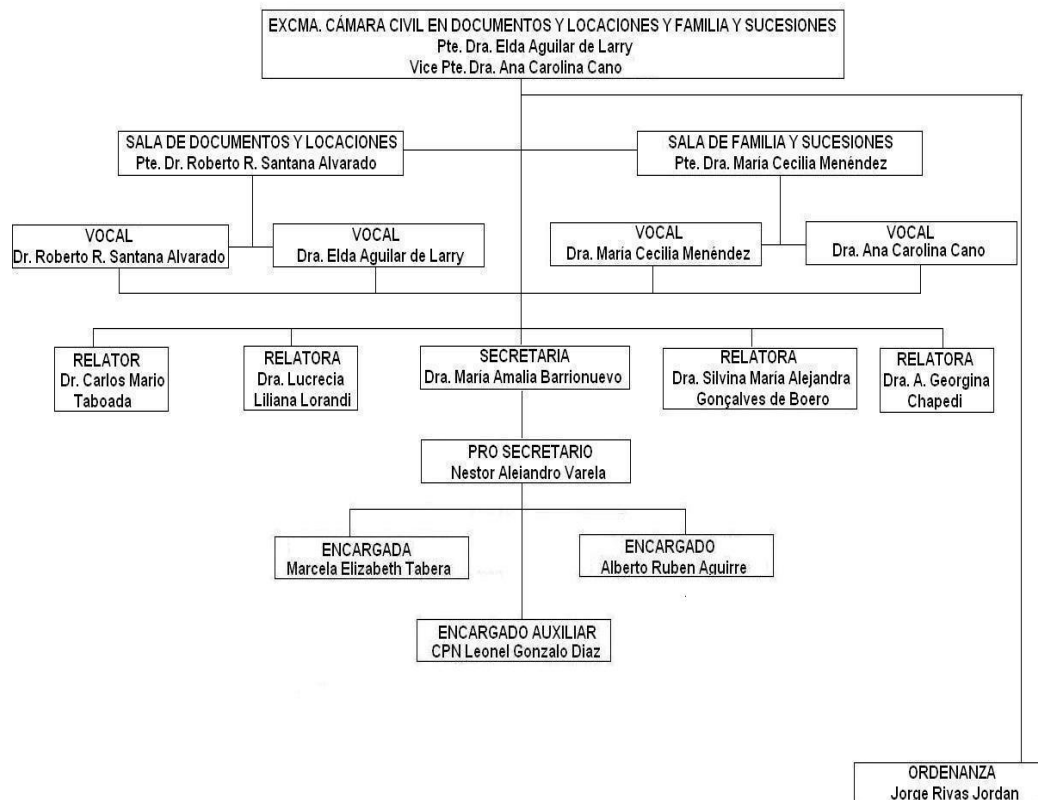 EXCMA. CÁMARA CIVIL EN DOCUMENTOS Y LOCACIONES Y FAMILIA Y SUCESIONES
Pte. Dra. Elda Aguilar de Larry
Vice Pte. Dra. Ana Carolina Cano
SALA DE DOCUMENTOS Y LOCACIONES
Pte. Dr. Roberto R. Santana Alvarado
SALA DE FAMILIA Y SUCESIONES
Pte. Dra. María Cecilia Menéndez
VOCAL
Dr. Roberto R. Santana Alvarado
VOCAL
Dra. Elda Aguilar de Larry
VOCAL
Dra. María Cecilia Menéndez
VOCAL
Dra. Ana Carolina Cano
RELATOR
Dr. Carlos Mario
Taboada
RELATORA
Dra. Lucrecia
Liliana Lorandi
SECRETARIA
Dra. María Amalia Barrionuevo
RELATORA
Dra. Silvina María Alejandra
Gonçalves de Boero
RELATORA
Dra. A. Georgina
Chapedi
PRO SECRETARIO
Nestor Alejandro Varela
ENCARGADA
Marcela Elizabeth Tabera
ENCARGADO
Alberto Ruben Aguirre
ENCARGADO AUXILIAR
CPN Leonel Gonzalo Diaz
ORDENANZA
Jorge Rivas Jordan